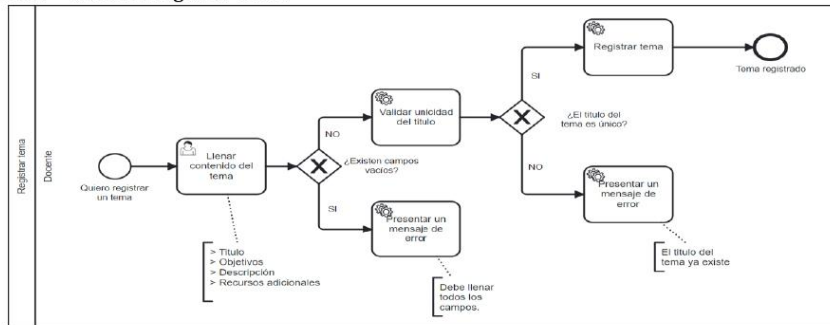 Registrar tema
Docente
Quiero registrar
un tema
Llenar
contenido del
tema
> Título
> Objetivos
> Descripción
> Recursos adicionales
¿Existen campos
vacíos?
NO
Validar unicidad
del título
SI
Presentar un
mensaje de
error
Debe llenar
todos los
campos.
¿El título del
tema es único?
SI
Registrar tema
Tema registrado
NO
Presentar un
mensaje de
error
El título del
tema ya existe